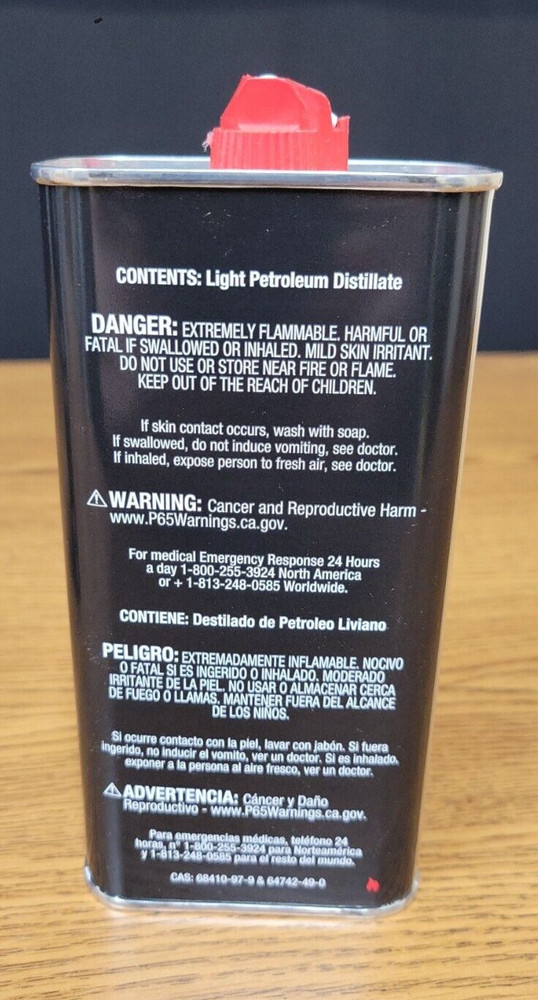 CONTENTS: Light Petroleum Distillate
DANGER: EXTREMELY FLAMMABLE. HARMFUL OR
FATAL IF SWALLOWED OR INHALED. MILD SKIN IRRITANT.
DO NOT USE OR STORE NEAR FIRE OR FLAME.
KEEP OUT OF THE REACH OF CHILDREN.
If skin contact occurs, wash with soap.
If swallowed, do not induce vomiting, see doctor.
If inhaled, expose person to fresh air, see doctor.
⚠WARNING: Cancer and Reproductive Harm -
www.P65Warnings.ca.gov.
For medical Emergency Response 24 Hours
a day 1-800-255-3924 North America
or + 1-813-248-0585 Worldwide.
CONTIENE: Destilado de Petroleo Liviano
PELIGRO: EXTREMADAMENTE INFLAMABLE. NOCIVO
O FATAL SI ES INGERIDO O INHALADO. MODERADO
IRRITANTE DE LA PIEL. NO USAR O ALMACENAR CERCA
DE FUEGO O LLAMAS. MANTENER FUERA DEL ALCANCE
DE LOS NIÑOS.
Si ocurre contacto con la piel, lavar con jabón. Si fuera
ingerido, no inducir el vomito, ver un doctor. Si es inhalado,
exponer a la persona al aire fresco, ver un doctor.
⚠ADVERTENCIA: Cáncer y Daño
Reproductivo - www.P65Warnings.ca.gov.
Para emergencias médicas, teléfono 24
horas, nº 1-800-255-3924 para Norteamérica
y 1-813-248-0585 para el resto del mundo.
CAS: 68410-97-9 & 64742-49-0